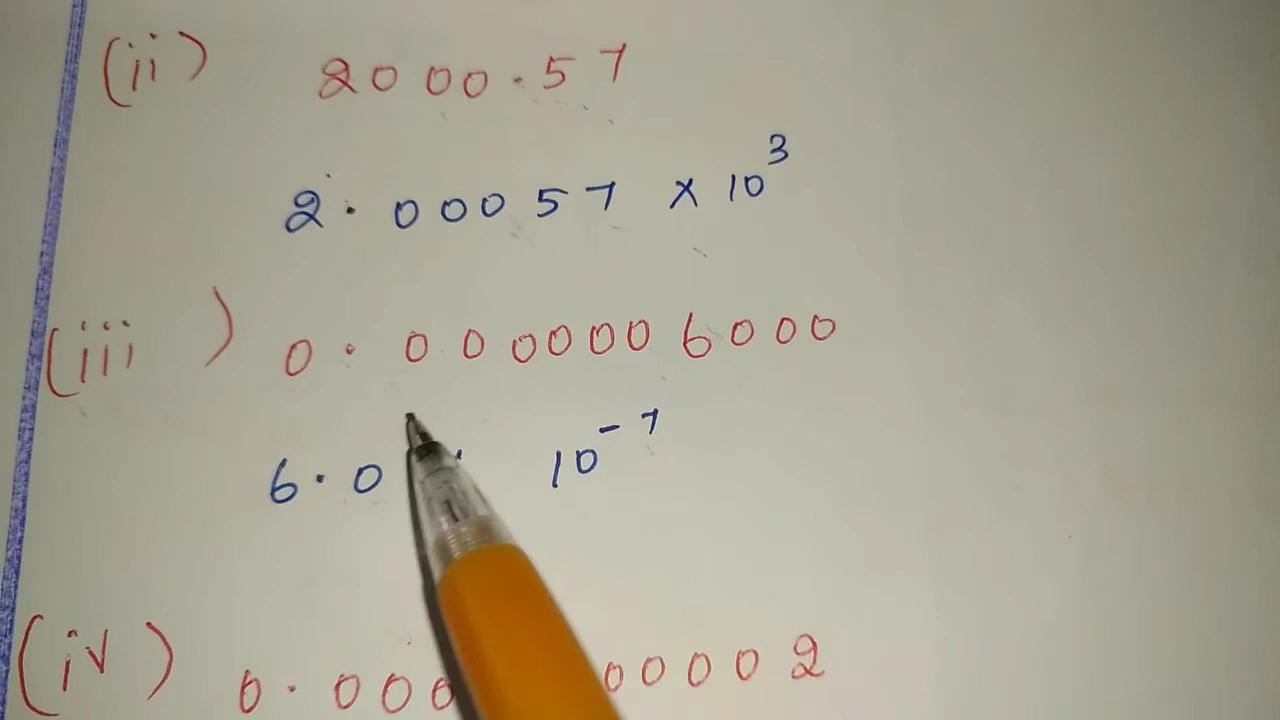 (ii) 2000.57
2.00057 x 10³
(iii) 0.0000006000
6.0 10⁻⁷
(iv) 0.000 00002